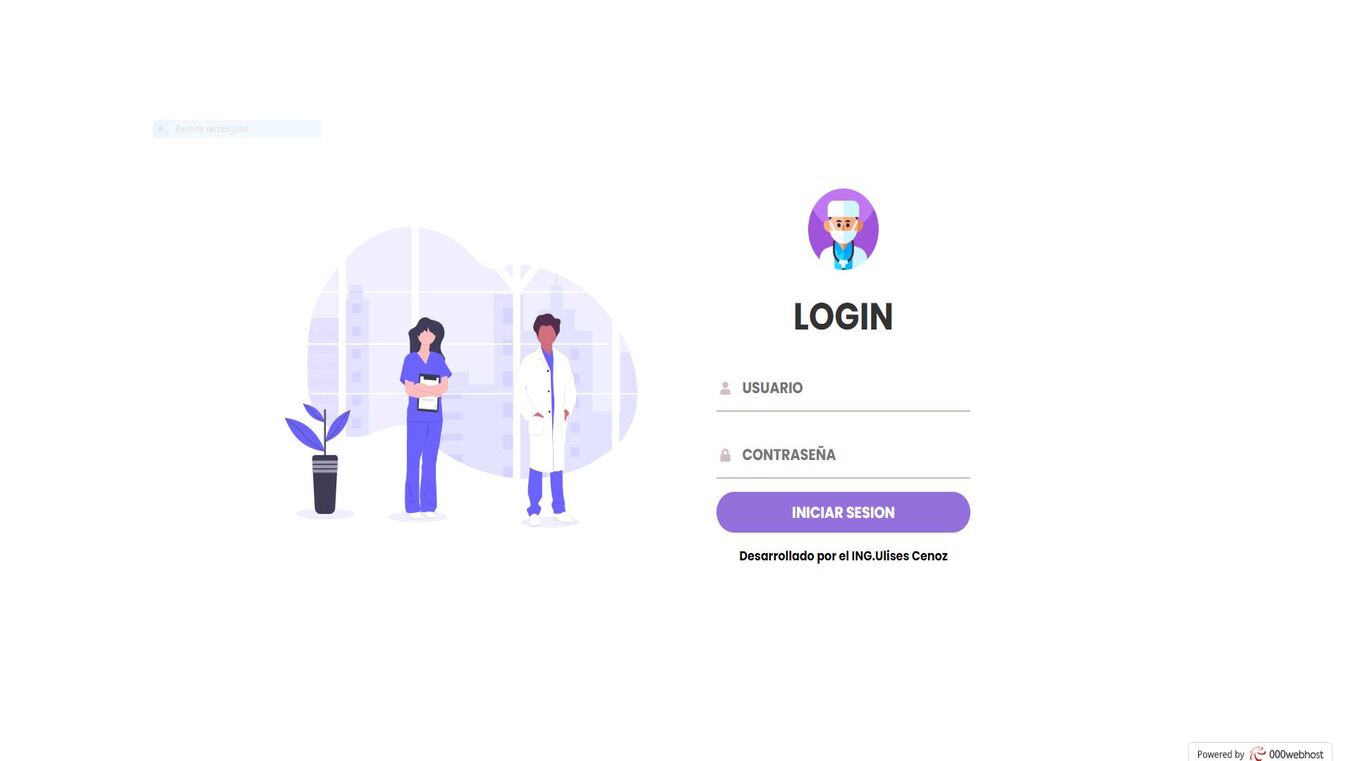 Recorte rectangular
LOGIN
USUARIO
CONTRASEÑA
INICIAR SESION
Desarrollado por el ING.Ulises Cenoz
Powered by 000webhost